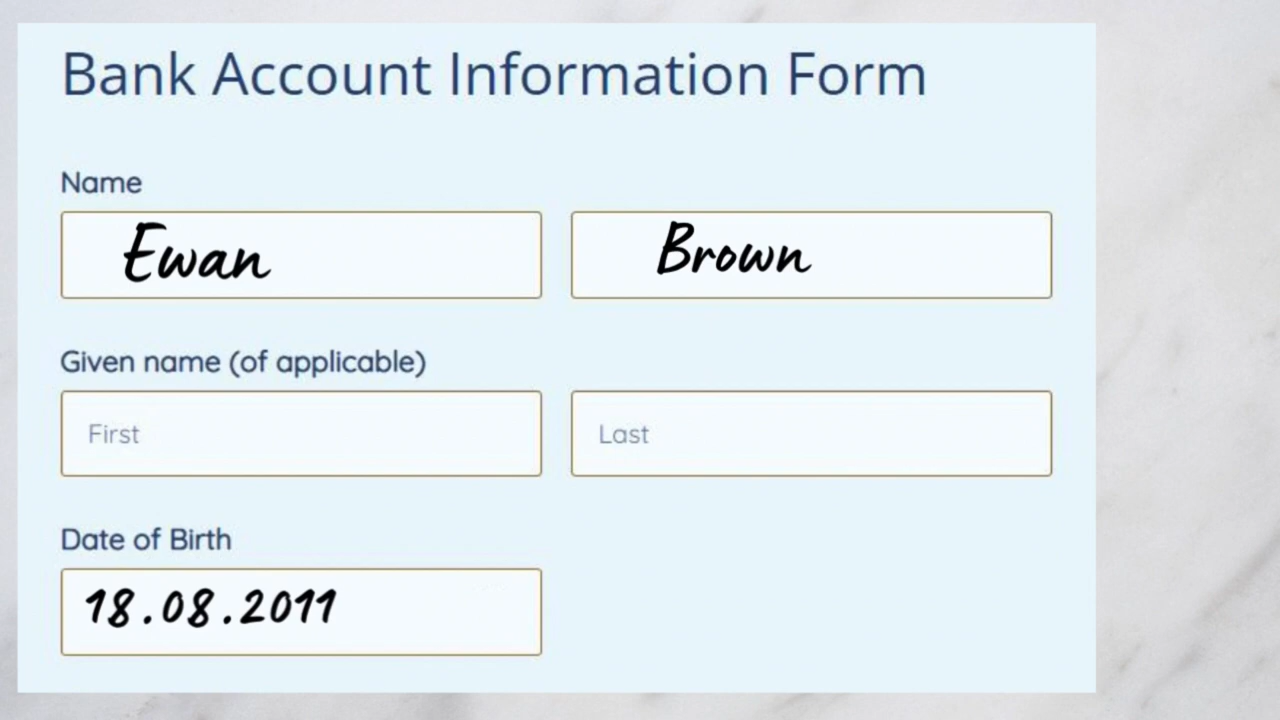 Bank Account Information Form
Name
Ewan Brown
Given name (of applicable)
First Last
Date of Birth
18.08.2011